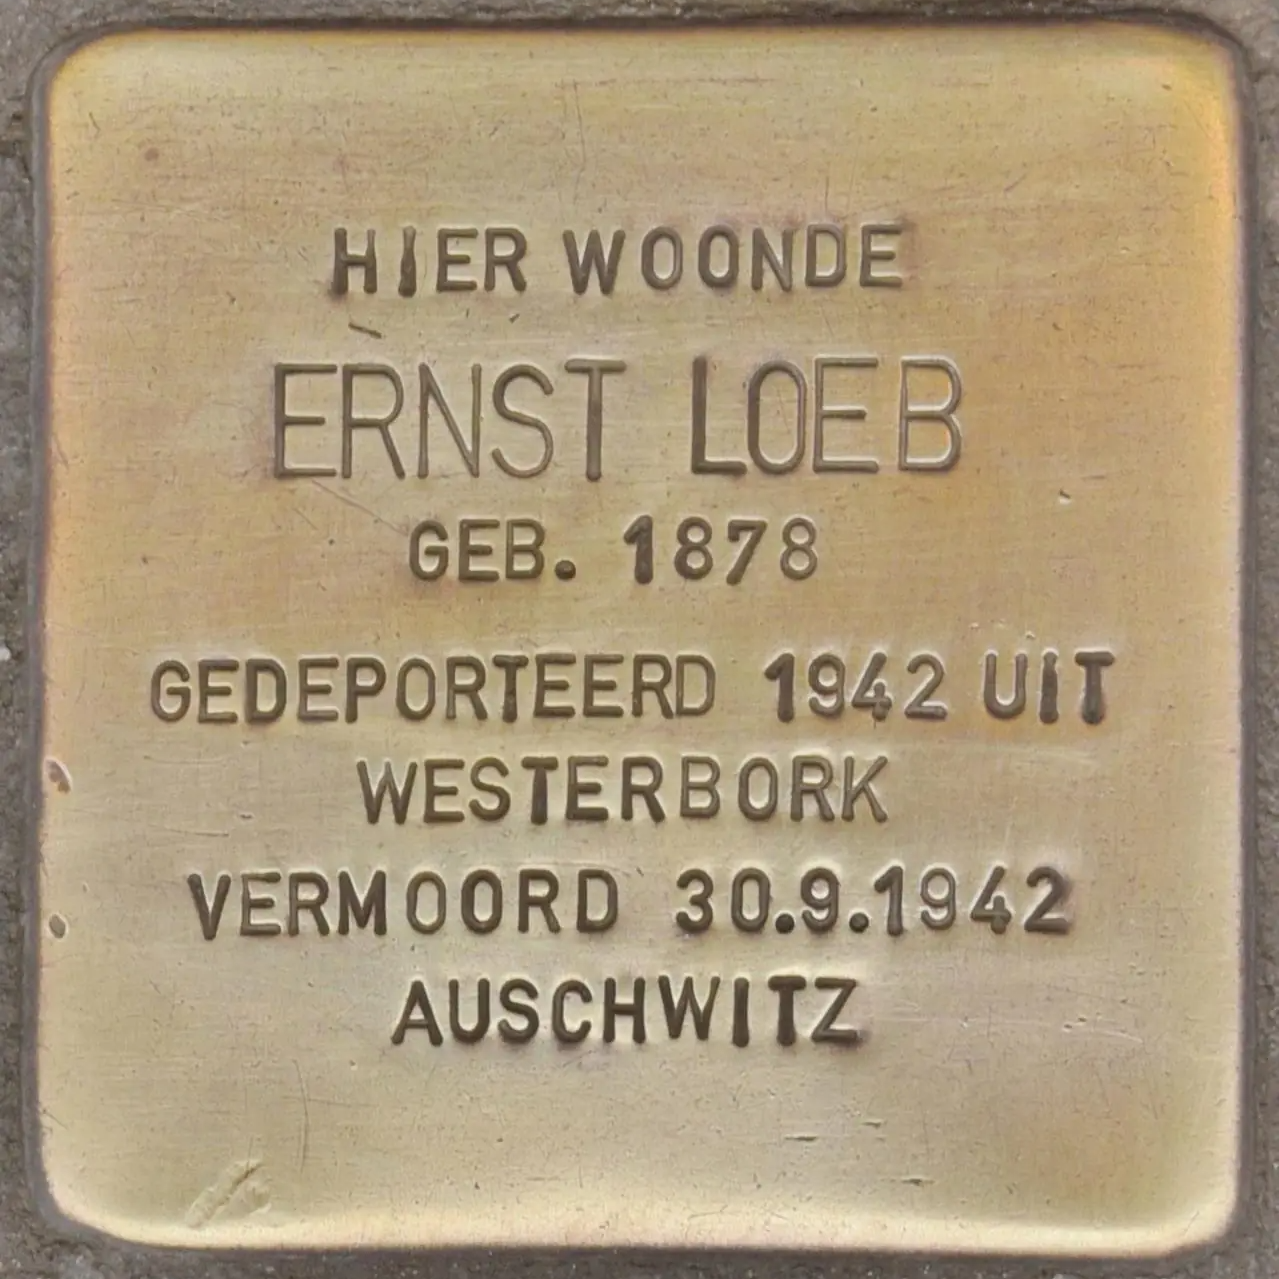 HIER WOONDE
ERNST LOEB
GEB. 1878
GEDEPORTEERD 1942 UIT
WESTERBORK
VERMOORD 30.9.1942
AUSCHWITZ